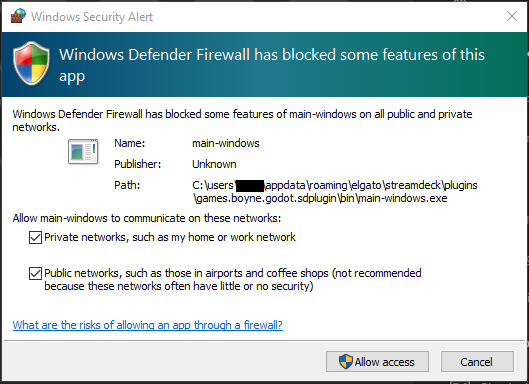 Windows Security Alert
Windows Defender Firewall has blocked some features of this
app
Windows Defender Firewall has blocked some features of main-windows on all public and private
networks.
Name: main-windows
Publisher: Unknown
Path: C:\users\ \appdata\roaming\elgato\streamdeck\plugins
\games.boyne.godot.sdplugin\bin\main-windows.exe
Allow main-windows to communicate on these networks:
Private networks, such as my home or work network
Public networks, such as those in airports and coffee shops (not recommended
because these networks often have little or no security)
What are the risks of allowing an app through a firewall?
Allow access Cancel